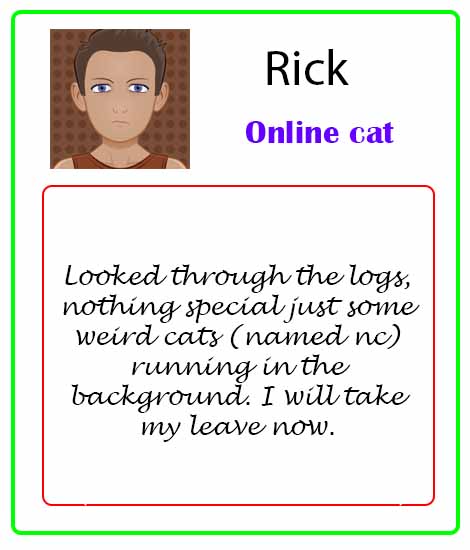 Rick
Online cat
Looked through the logs,
nothing special just some
weird cats (named nc)
running in the
background. I will take
my leave now.